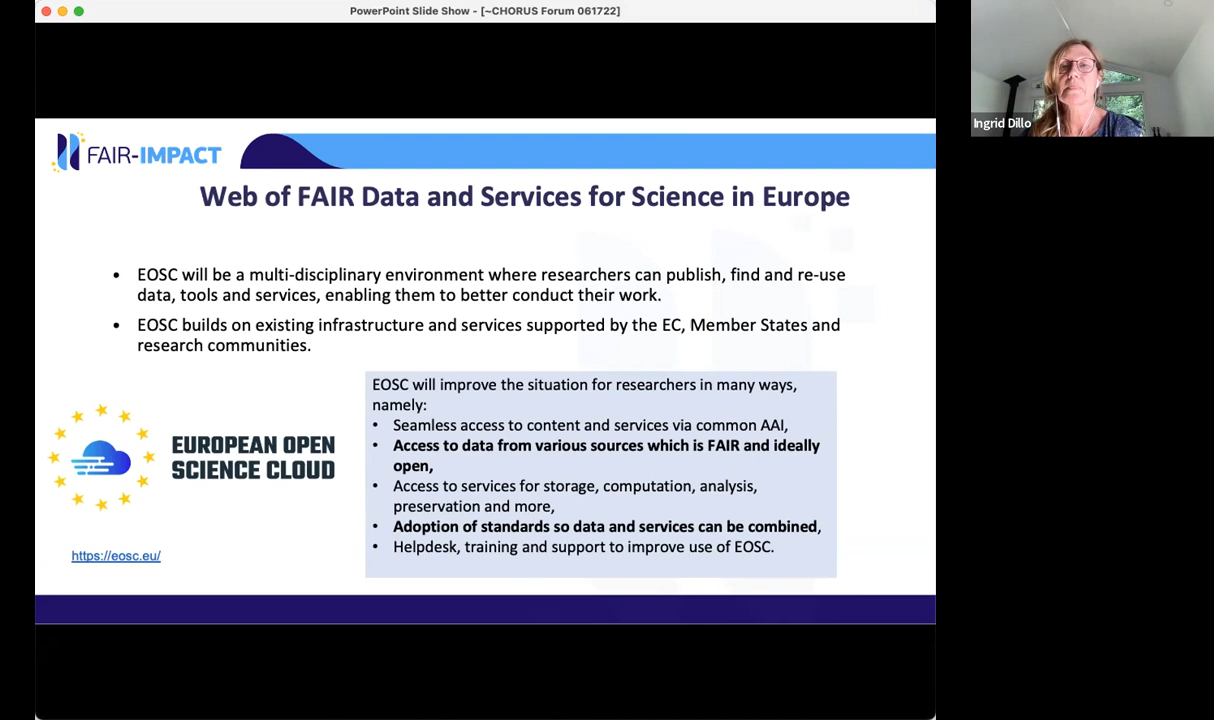 PowerPoint Slide Show - [~CHORUS Forum 061722]
FAIR-IMPACT
Web of FAIR Data and Services for Science in Europe
• EOSC will be a multi-disciplinary environment where researchers can publish, find and re-use
data, tools and services, enabling them to better conduct their work.
• EOSC builds on existing infrastructure and services supported by the EC, Member States and
research communities.
EUROPEAN OPEN
SCIENCE CLOUD
https://eosc.eu/
EOSC will improve the situation for researchers in many ways,
namely:
• Seamless access to content and services via common AAI,
• Access to data from various sources which is FAIR and ideally
open,
• Access to services for storage, computation, analysis,
preservation and more,
• Adoption of standards so data and services can be combined,
• Helpdesk, training and support to improve use of EOSC.
Ingrid Dillo